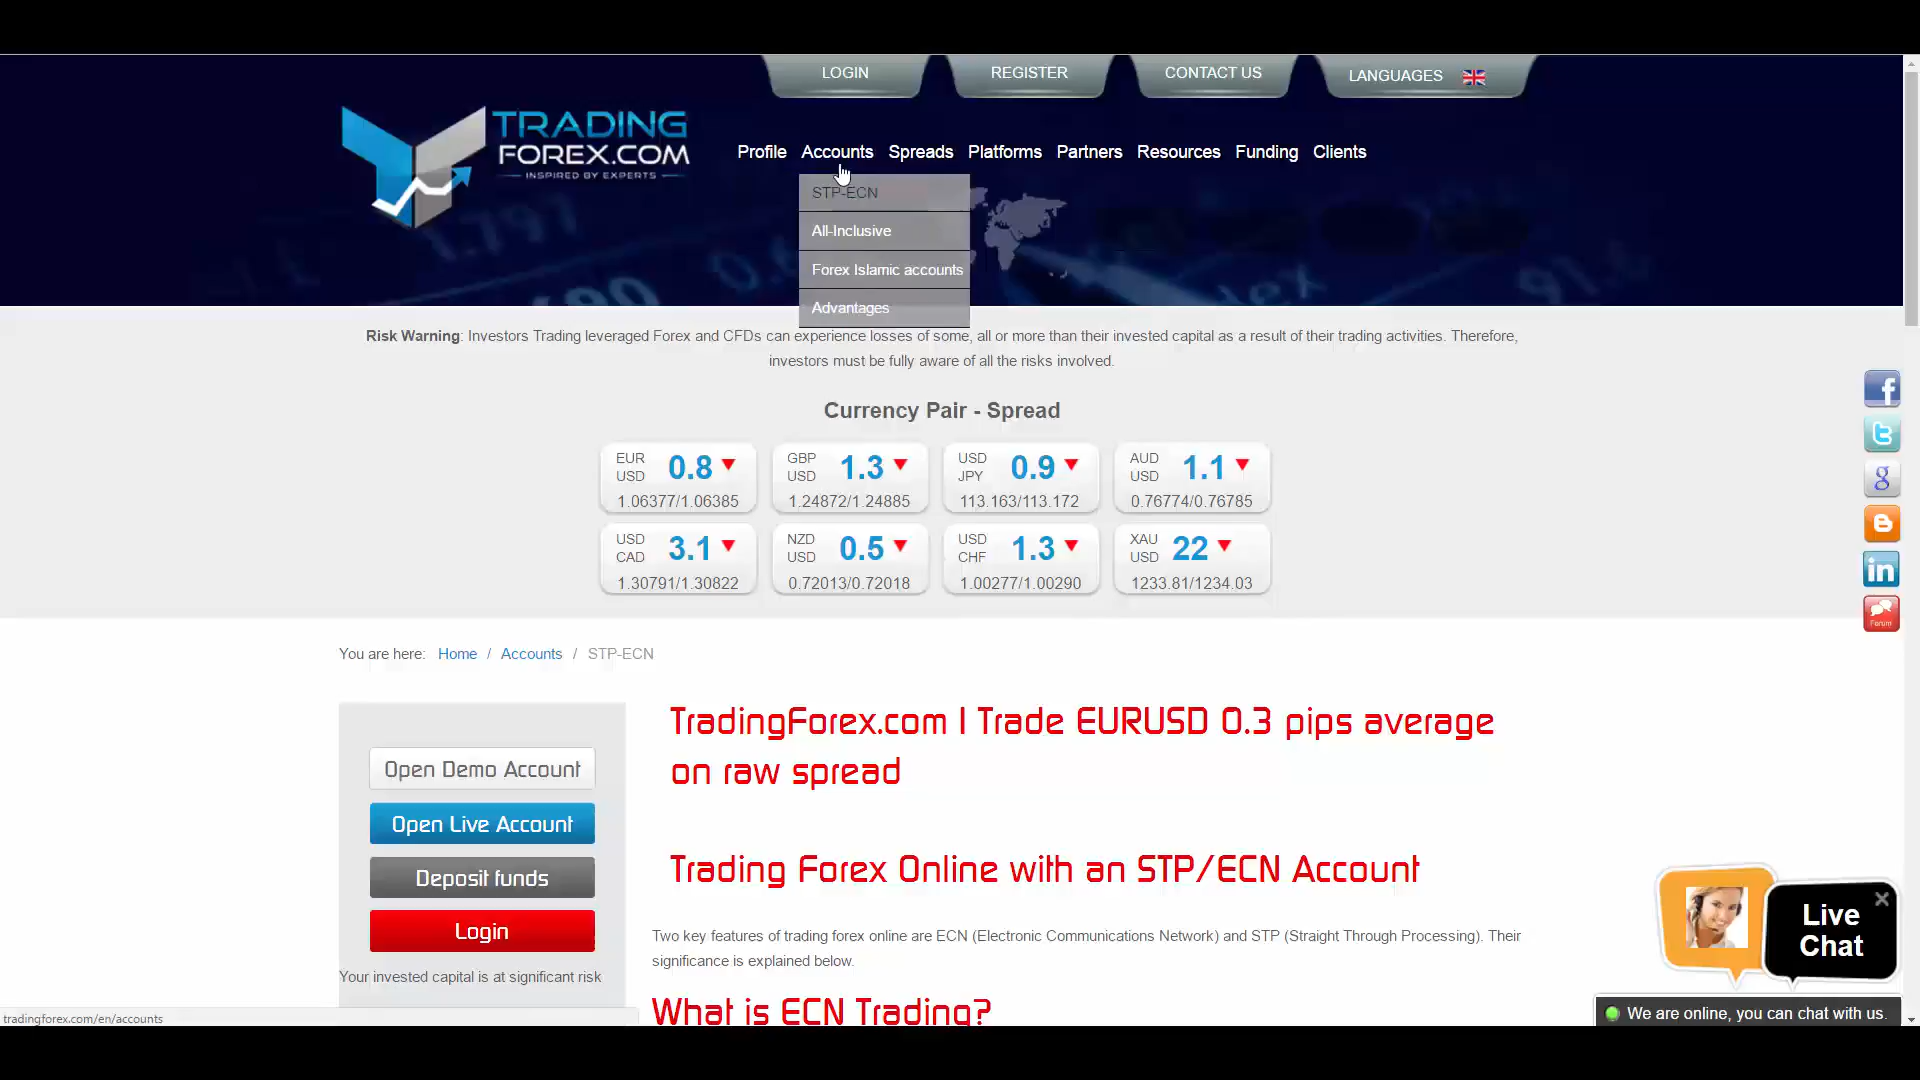 LOGIN
REGISTER
CONTACT US
LANGUAGES
TRADING
FOREX.COM
INSPIRED BY EXPERTS
Profile Accounts Spreads Platforms Partners Resources Funding Clients
STP-ECN
All-Inclusive
Forex Islamic accounts
Advantages
Risk Warning: Investors Trading leveraged Forex and CFDs can experience losses of some, all or more than their invested capital as a result of their trading activities. Therefore,
investors must be fully aware of all the risks involved.
Currency Pair - Spread
EUR
USD
0.8
1.06377/1.06385
GBP
USD
1.3
1.24872/1.24885
USD
JPY
0.9
113.163/113.172
AUD
USD
1.1
0.76774/0.76785
USD
CAD
3.1
1.30791/1.30822
NZD
USD
0.5
0.72013/0.72018
USD
CHF
1.3
1.00277/1.00290
XAU
USD
22
1233.81/1234.03
Forum
You are here: Home / Accounts / STP-ECN
Open Demo Account
Open Live Account
Deposit funds
Login
Your invested capital is at significant risk
TradingForex.com | Trade EURUSD 0.3 pips average
on raw spread
Trading Forex Online with an STP/ECN Account
Two key features of trading forex online are ECN (Electronic Communications Network) and STP (Straight Through Processing). Their
significance is explained below.
What is ECN Trading?
Live
Chat
We are online, you can chat with us.
tradingforex.com/en/accounts